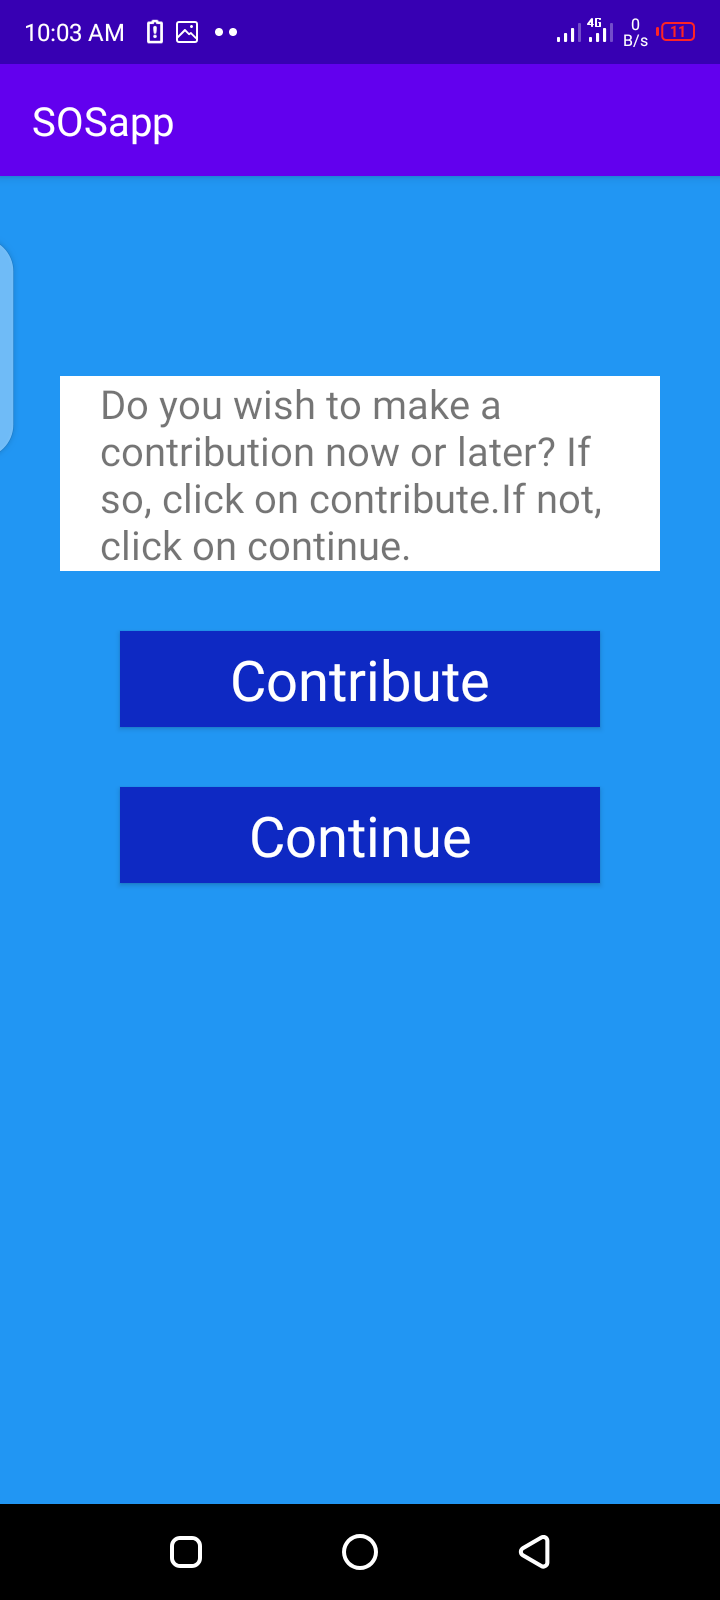 10:03 AM 4G 0 B/s 11
SOSapp
Do you wish to make a
contribution now or later? If
so, click on contribute.If not,
click on continue.
Contribute
Continue